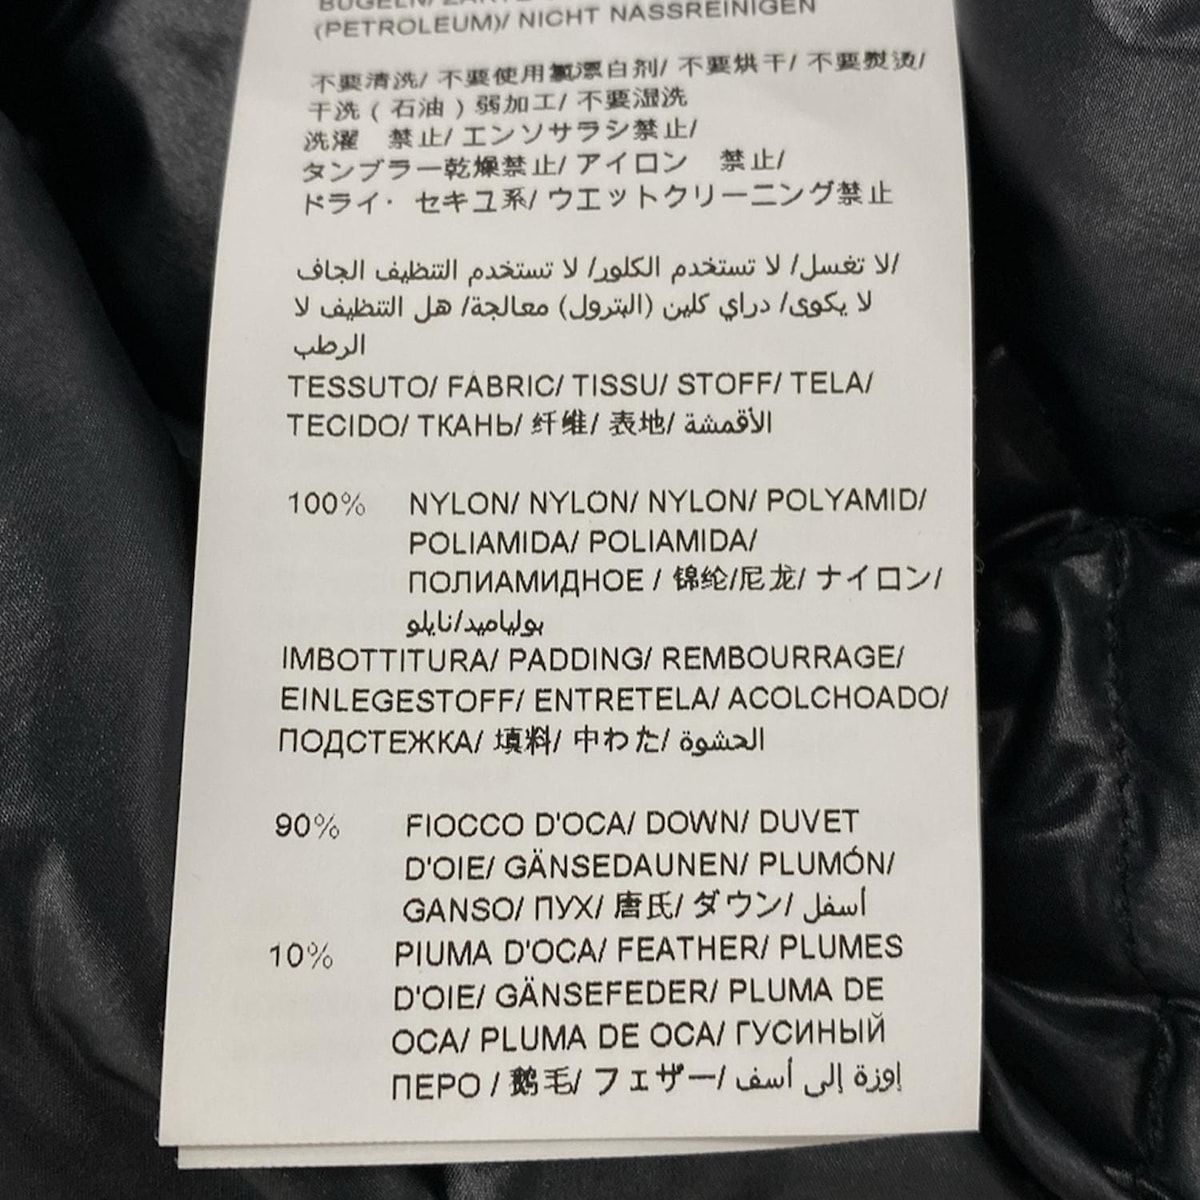 BÜGELN/
(PETROLEUM)/ NICHT NASSREINIGEN
不要清洗/ 不要使用氯漂白剂/ 不要烘干/ 不要熨烫/
干洗 ( 石油 ) 弱加工/ 不要湿洗
洗濯 禁止/ エンソサラシ禁止/
タンブラー乾燥禁止/ アイロン 禁止/
ドライ・ セキユ系/ ウエットクリーニング禁止
لا تغسل/ لا تستخدم الكلور/ لا تستخدم التنظيف الجاف/
لا يكوى/ دراي كلين (البترول) معالجة/ هل التنظيف لا
الرطب
TESSUTO/ FABRIC/ TISSU/ STOFF/ TELA/
TECIDO/ ТКАНЬ/ 纤维/ 表地/ الأقمشة
100% NYLON/ NYLON/ NYLON/ POLYAMID/
POLIAMIDA/ POLIAMIDA/
ПОЛИАМИДНОЕ / 锦纶/尼龙/ ナイロン/
بولياميد/نايلو
IMBOTTITURA/ PADDING/ REMBOURRAGE/
EINLEGESTOFF/ ENTRETELA/ ACOLCHOADO/
ПОДСТЕЖКА/ 填料/ 中わた/ الحشوة
90% FIOCCO D'OCA/ DOWN/ DUVET
D'OIE/ GÄNSEDAUNEN/ PLUMÓN/
GANSO/ ПУХ/ 唐氏/ ダウン/ أسفل
10% PIUMA D'OCA/ FEATHER/ PLUMES
D'OIE/ GÄNSEFEDER/ PLUMA DE
OCA/ PLUMA DE OCA/ ГУСИНЫЙ
ПЕРО / 鹅毛/ フェザー/ إوزة إلى أسف